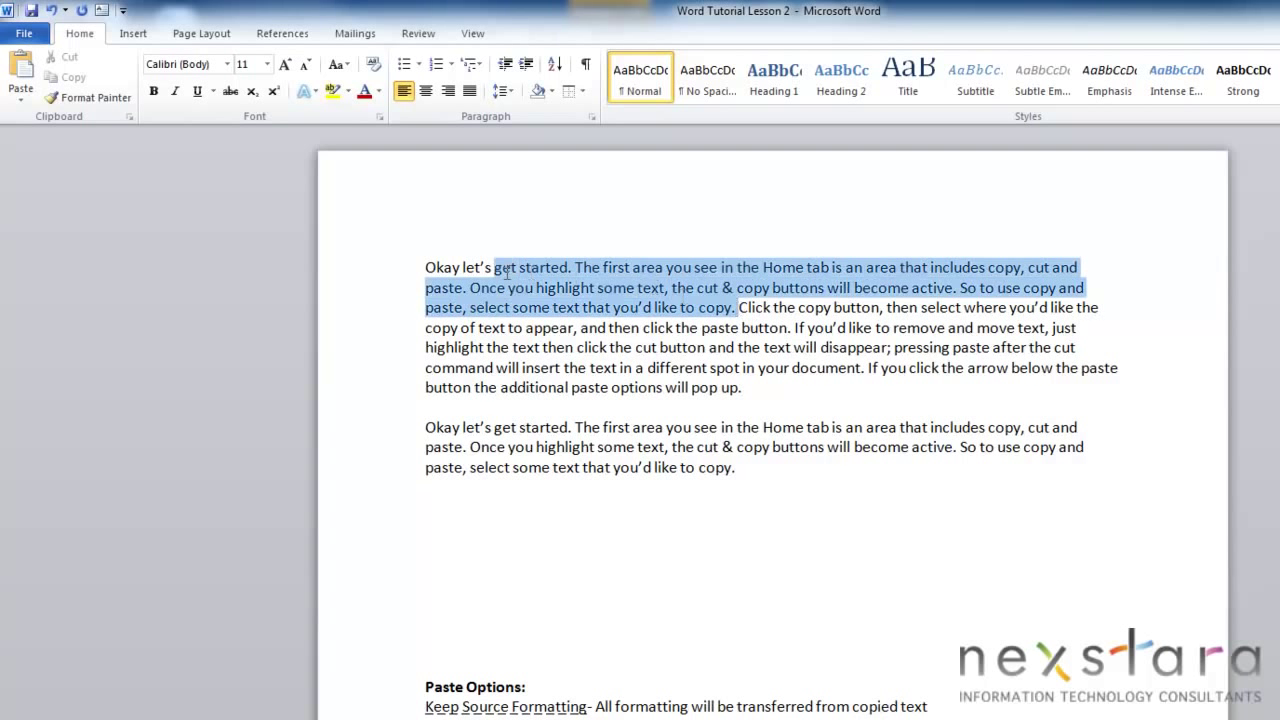 Word Tutorial Lesson 2 - Microsoft Word
File Home Insert Page Layout References Mailings Review View
Cut
Copy
Paste
Format Painter
Clipboard
Calibri (Body) 11
Font
Paragraph
AaBbCcDc AaBbCcDc AaBbCc AaBbCc AaB AaBbCc. AaBbCcDc AaBbCcDc AaBbCcDc AaBbCcDc
¶ Normal ¶ No Spaci... Heading 1 Heading 2 Title Subtitle Subtle Em... Emphasis Intense E... Strong
Styles
Okay let’s get started. The first area you see in the Home tab is an area that includes copy, cut and
paste. Once you highlight some text, the cut & copy buttons will become active. So to use copy and
paste, select some text that you’d like to copy. Click the copy button, then select where you’d like the
copy of text to appear, and then click the paste button. If you’d like to remove and move text, just
highlight the text then click the cut button and the text will disappear; pressing paste after the cut
command will insert the text in a different spot in your document. If you click the arrow below the paste
button the additional paste options will pop up.
Okay let’s get started. The first area you see in the Home tab is an area that includes copy, cut and
paste. Once you highlight some text, the cut & copy buttons will become active. So to use copy and
paste, select some text that you’d like to copy.
Paste Options:
Keep Source Formatting- All formatting will be transferred from copied text
nexstara
INFORMATION TECHNOLOGY CONSULTANTS